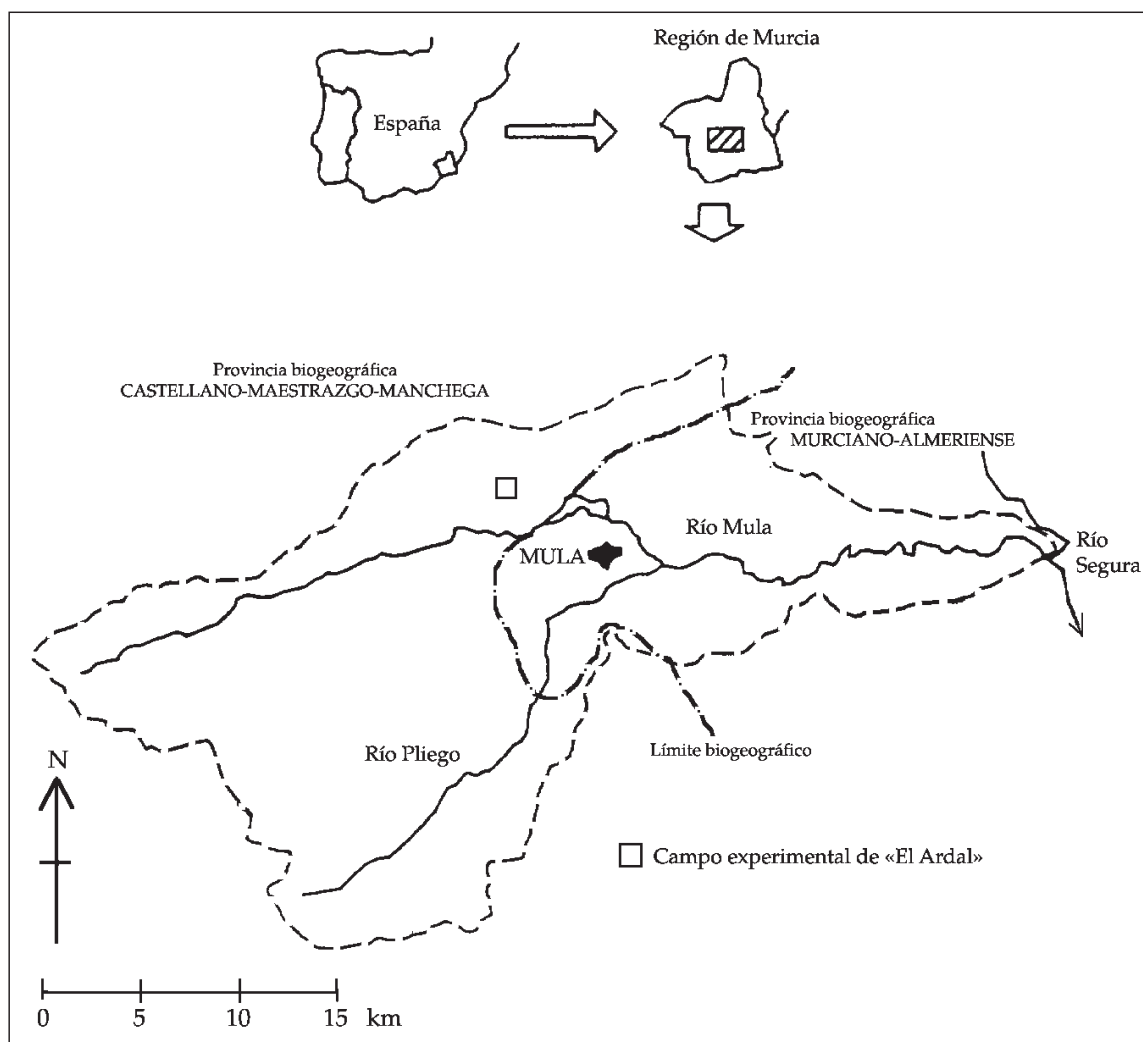 Región de Murcia
España
Provincia biogeográfica
CASTELLANO-MAESTRAZGO-MANCHEGA
Provincia biogeográfica
MURCIANO-ALMERIENSE
Río Mula
Río
Segura
MULA
Río Pliego
Límite biogeográfico
N
Campo experimental de «El Ardal»
0 5 10 15 km